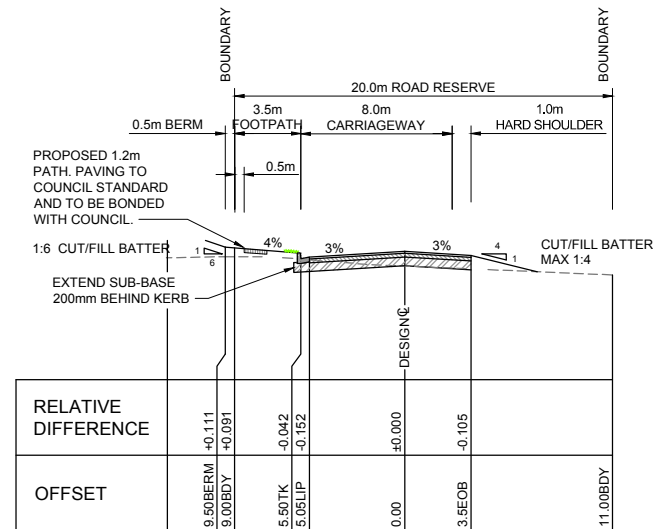 BOUNDARY
BOUNDARY
20.0m ROAD RESERVE
3.5m
8.0m
1.0m
0.5m BERM
FOOTPATH
CARRIAGEWAY
HARD SHOULDER
PROPOSED 1.2m
PATH. PAVING TO
COUNCIL STANDARD
AND TO BE BONDED
WITH COUNCIL.
0.5m
1:6 CUT/FILL BATTER
1
6
4%
3%
3%
4
1
CUT/FILL BATTER
MAX 1:4
EXTEND SUB-BASE
200mm BEHIND KERB
DESIGN ℄
RELATIVE
DIFFERENCE
+0.111
+0.091
-0.042
-0.152
±0.000
-0.105
OFFSET
9.50BERM
9.00BDY
5.50TK
5.05LIP
0.00
3.5EOB
11.00BDY